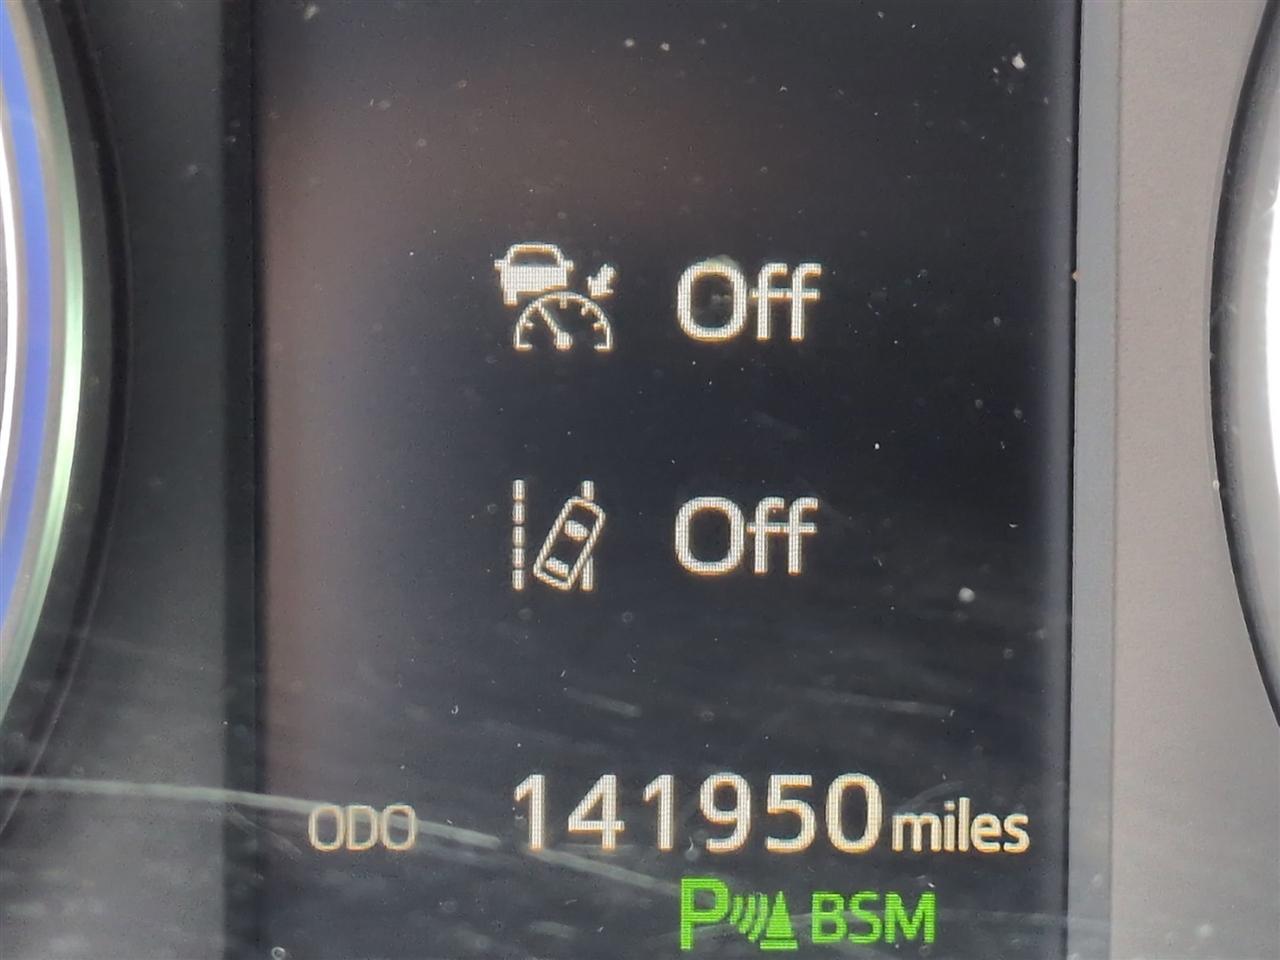 Off
Off
ODO 141950 miles
P BSM